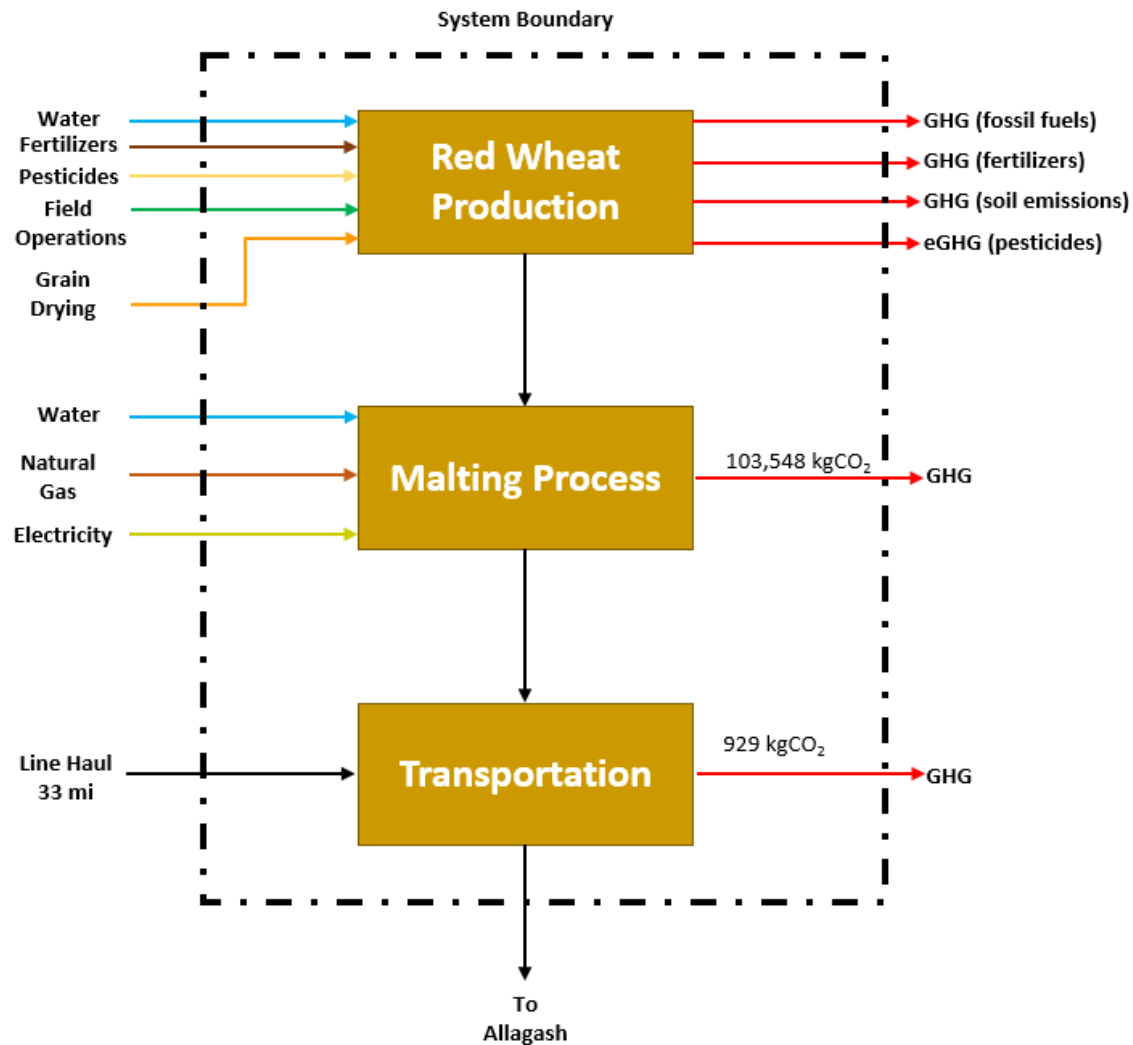 System Boundary
Water
Fertilizers
Pesticides
Field
Operations
Grain
Drying
Red Wheat
Production
GHG (fossil fuels)
GHG (fertilizers)
GHG (soil emissions)
eGHG (pesticides)
Water
Natural
Gas
Electricity
Malting Process
103,548 kgCO₂
GHG
Line Haul
33 mi
Transportation
929 kgCO₂
GHG
To
Allagash